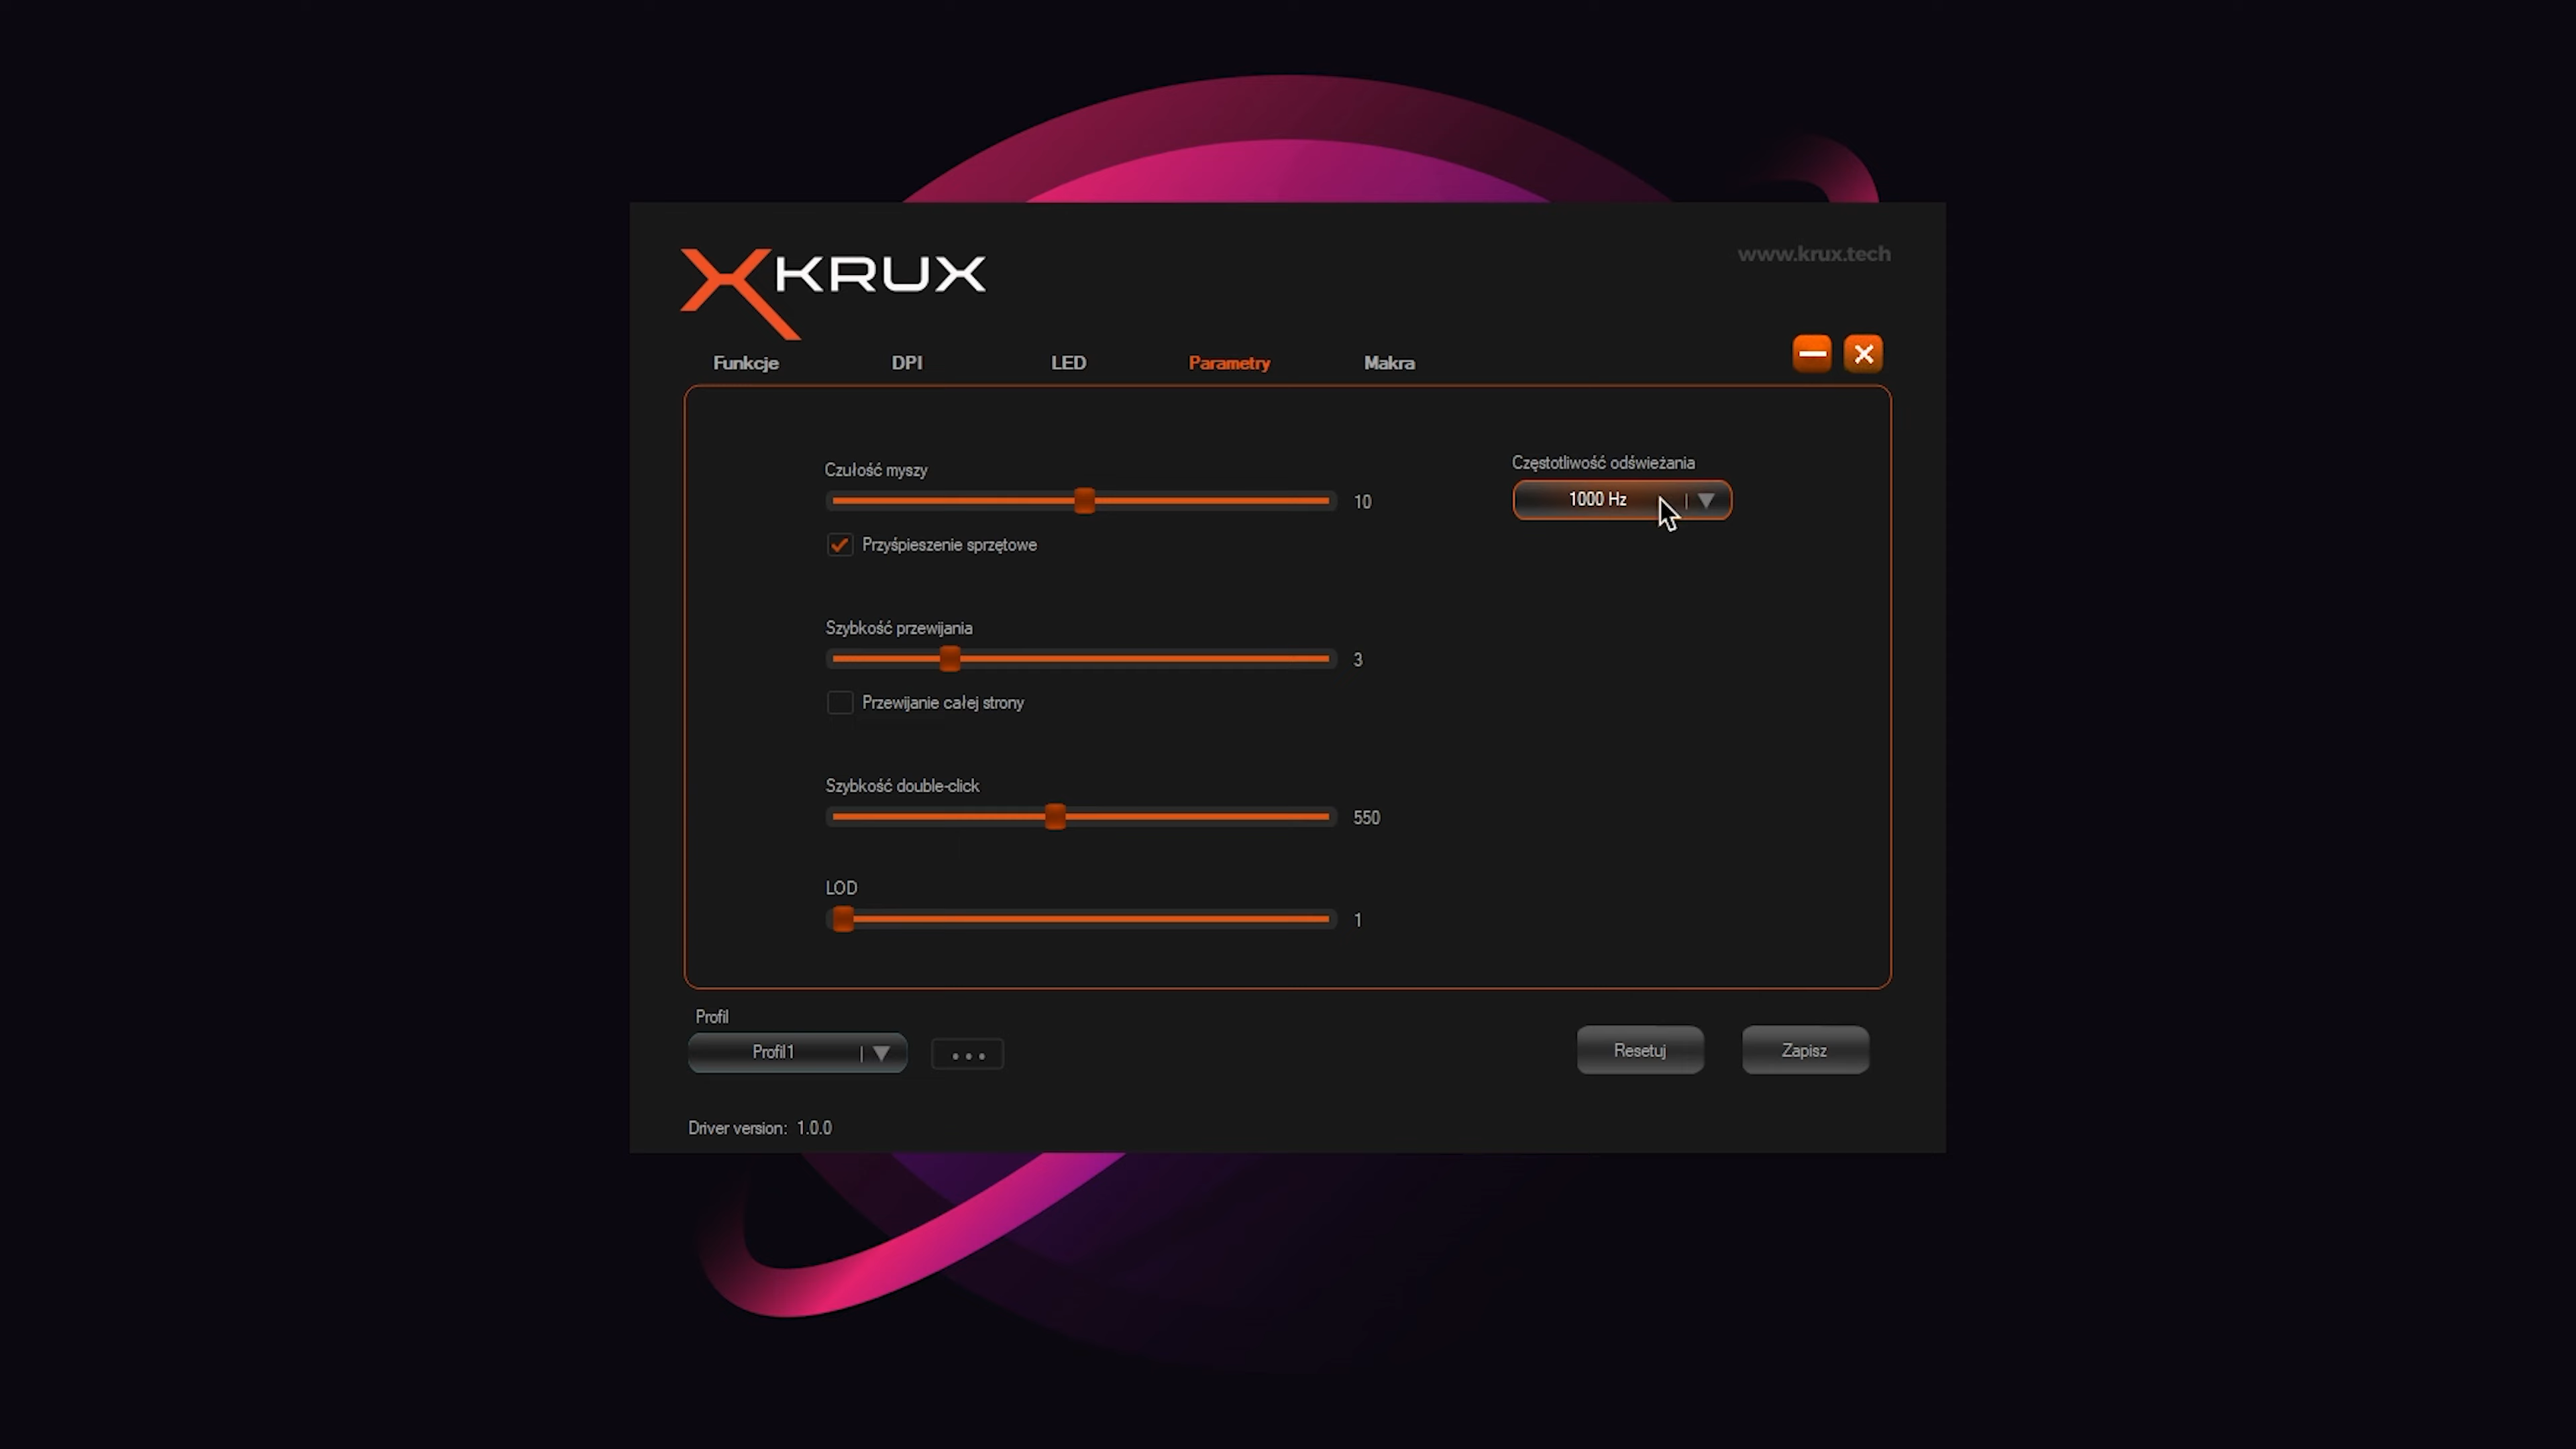 KRUX
www.krux.tech
Funkcje DPI LED Parametry Makra
Czułość myszy
10
Przyśpieszenie sprzętowe
Częstotliwość odświeżania
1000 Hz
Szybkość przewijania
3
Przewijanie całej strony
Szybkość double-click
550
LOD
1
Profil
Profil1
...
Resetuj
Zapisz
Driver version: 1.0.0